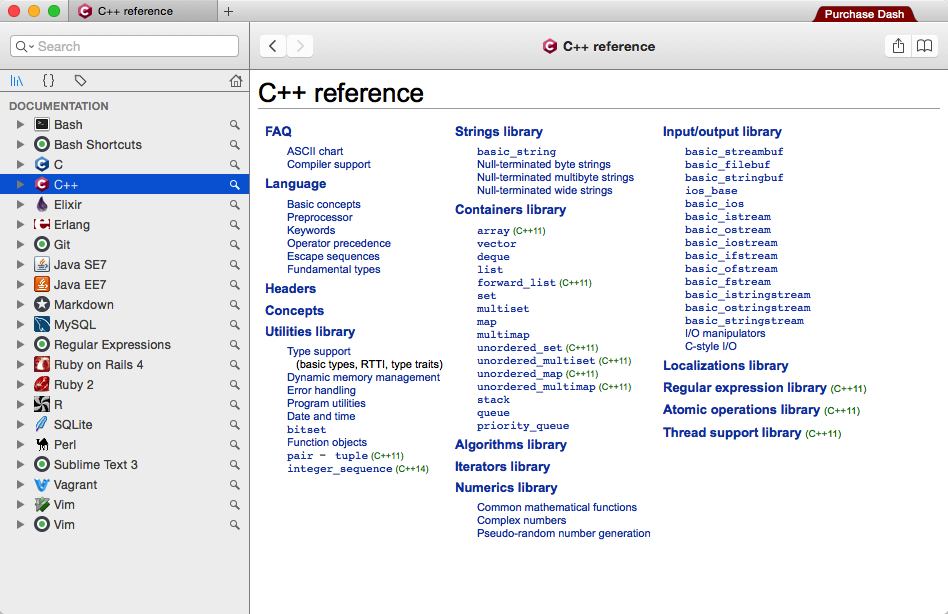 C++ reference
Purchase Dash
Search
C++ reference
DOCUMENTATION
Bash
Bash Shortcuts
C
C++
Elixir
Erlang
Git
Java SE7
Java EE7
Markdown
MySQL
Regular Expressions
Ruby on Rails 4
Ruby 2
R
SQLite
Perl
Sublime Text 3
Vagrant
Vim
Vim
C++ reference
FAQ
ASCII chart
Compiler support
Language
Basic concepts
Preprocessor
Keywords
Operator precedence
Escape sequences
Fundamental types
Headers
Concepts
Utilities library
Type support
(basic types, RTTI, type traits)
Dynamic memory management
Error handling
Program utilities
Date and time
bitset
Function objects
pair − tuple (C++11)
integer_sequence (C++14)
Strings library
basic_string
Null-terminated byte strings
Null-terminated multibyte strings
Null-terminated wide strings
Containers library
array (C++11)
vector
deque
list
forward_list (C++11)
set
multiset
map
multimap
unordered_set (C++11)
unordered_multiset (C++11)
unordered_map (C++11)
unordered_multimap (C++11)
stack
queue
priority_queue
Algorithms library
Iterators library
Numerics library
Common mathematical functions
Complex numbers
Pseudo-random number generation
Input/output library
basic_streambuf
basic_filebuf
basic_stringbuf
ios_base
basic_ios
basic_istream
basic_ostream
basic_iostream
basic_ifstream
basic_ofstream
basic_fstream
basic_istringstream
basic_ostringstream
basic_stringstream
I/O manipulators
C-style I/O
Localizations library
Regular expression library (C++11)
Atomic operations library (C++11)
Thread support library (C++11)